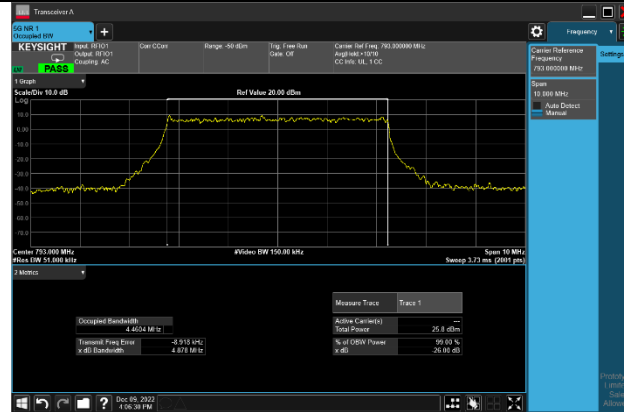 Transceiver A
5G NR 1
Occupied BW
Frequency
KEYSIGHT
Input: RFIO1
Output: RFIO1
Coupling: AC
Corr CCorr
Range: -50 dBm
Trig: Free Run
Gate: Off
Carrier Ref Freq: 793.000000 MHz
Avg|Hold:>10/10
CC Info: UL, 1 CC
PASS
Carrier Reference
Frequency
793.000000 MHz
Settings
Span
10.000 MHz
Auto Detect
Manual
1 Graph
Scale/Div 10.0 dB
Ref Value 20.00 dBm
Log
10.0
0.00
-10.0
-20.0
-30.0
-40.0
-50.0
-60.0
-70.0
Center 793.000 MHz
#Video BW 150.00 kHz
Span 10 MHz
#Res BW 51.000 kHz
Sweep 3.73 ms (2001 pts)
2 Metrics
Measure Trace
Trace 1
Occupied Bandwidth
4.4604 MHz
Active Carrier(s)
---
Total Power
25.8 dBm
Transmit Freq Error
-8.918 kHz
% of OBW Power
99.00 %
x dB Bandwidth
4.878 MHz
x dB
-26.00 dB
Dec 09, 2022
4:06:30 PM